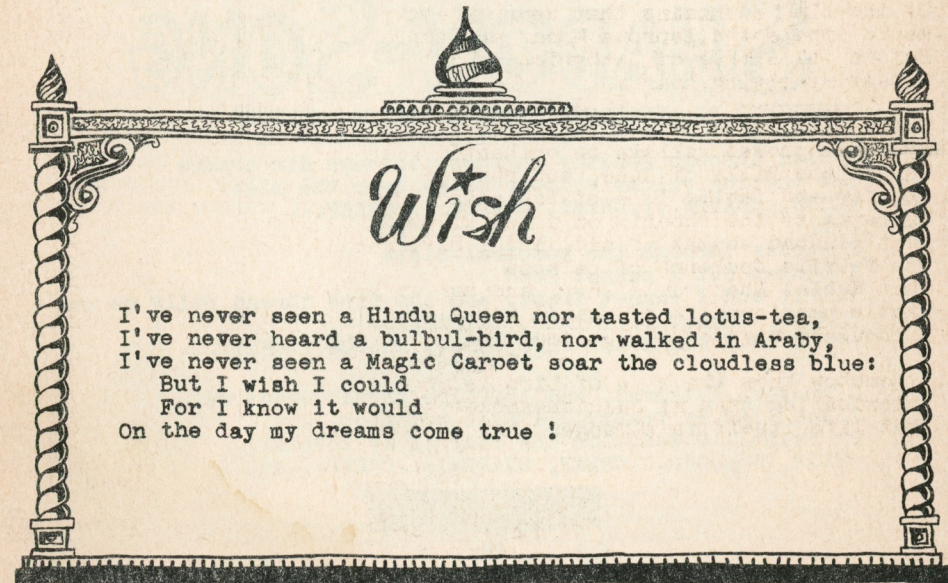 Wish
I've never seen a Hindu Queen nor tasted lotus-tea,
I've never heard a bulbul-bird, nor walked in Araby,
I've never seen a Magic Carpet soar the cloudless blue:
But I wish I could
For I know it would
On the day my dreams come true !